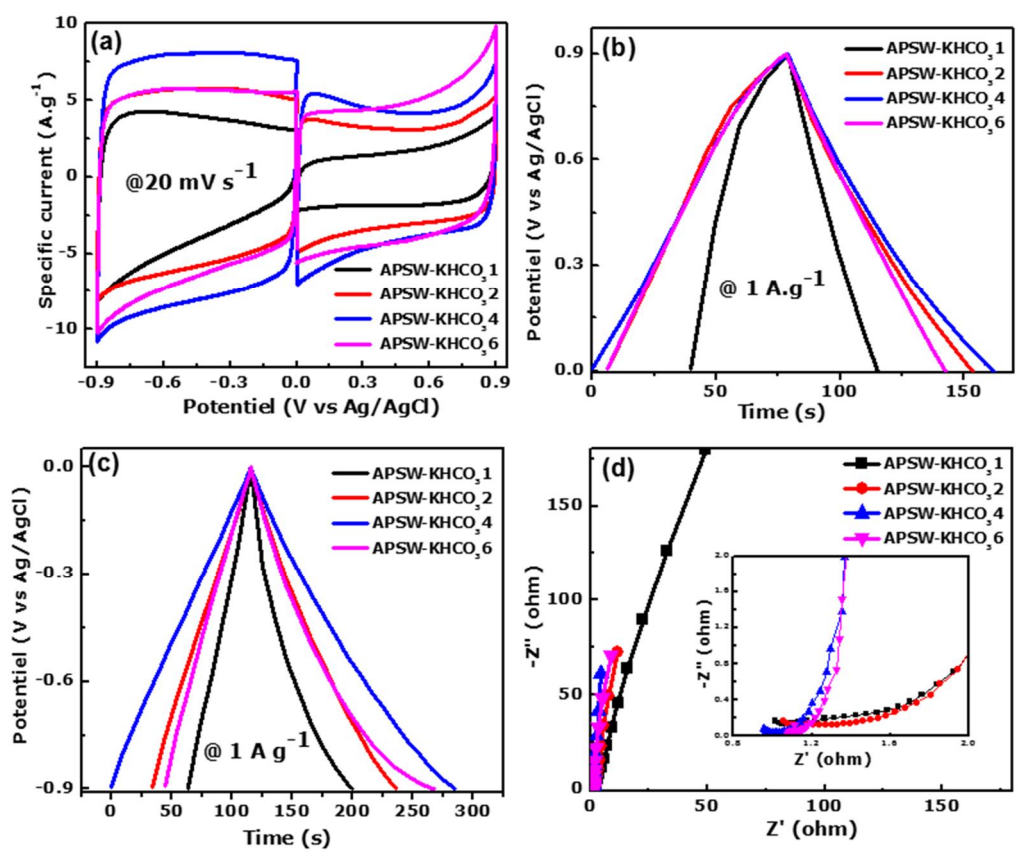 (a)
Specific current (A.g⁻¹)
10
5
0
-5
-10
@20 mV s⁻¹
APSW-KHCO₃1
APSW-KHCO₃2
APSW-KHCO₃4
APSW-KHCO₃6
-0.9 -0.6 -0.3 0.0 0.3 0.6 0.9
Potentiel (V vs Ag/AgCl)
(b)
Potentiel (V vs Ag/AgCl)
0.9
0.6
0.3
0.0
APSW-KHCO₃1
APSW-KHCO₃2
APSW-KHCO₃4
APSW-KHCO₃6
@ 1 A.g⁻¹
50 100 150
Time (s)
(c)
Potentiel (V vs Ag/AgCl)
0.0
-0.3
-0.6
-0.9
APSW-KHCO₃1
APSW-KHCO₃2
APSW-KHCO₃4
APSW-KHCO₃6
@ 1 A g⁻¹
0 50 100 150 200 250 300
Time (s)
(d)
-Z'' (ohm)
150
100
50
0
APSW-KHCO₃1
APSW-KHCO₃2
APSW-KHCO₃4
APSW-KHCO₃6
-Z'' (ohm)
2.0
1.6
1.2
0.8
0.4
0.0
0.8 1.2 1.6 2.0
Z' (ohm)
0 50 100 150
Z' (ohm)